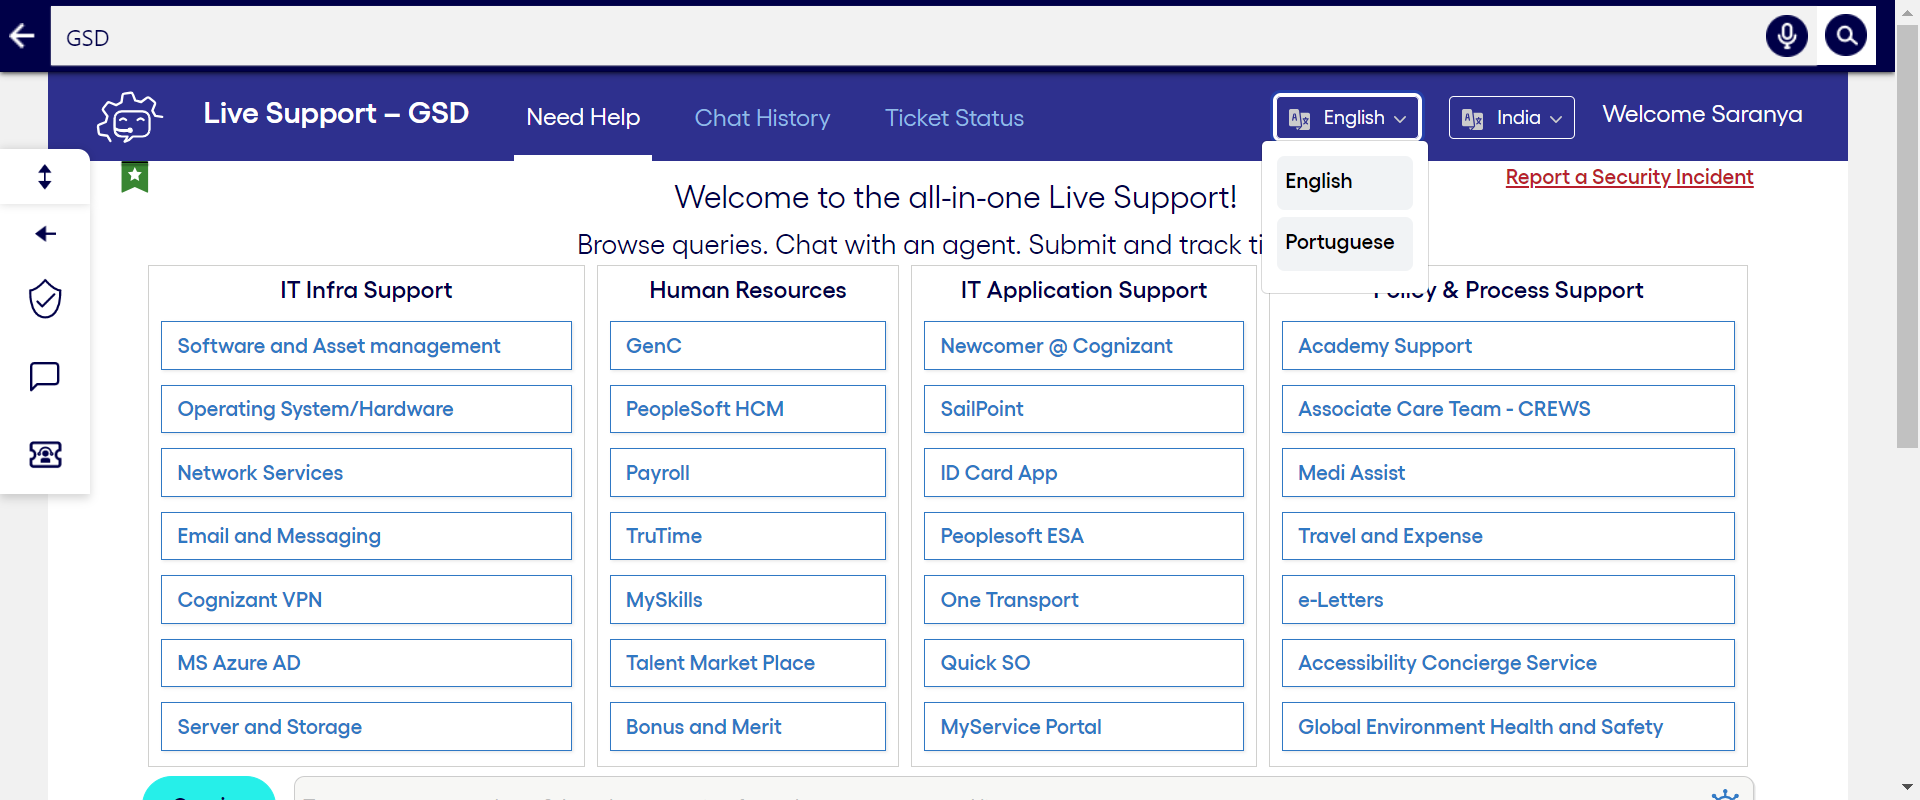 GSD
Live Support – GSD
Need Help
Chat History
Ticket Status
English
India
Welcome Saranya
English
Portuguese
Report a Security Incident
Welcome to the all-in-one Live Support!
Browse queries. Chat with an agent. Submit and track
IT Infra Support
Software and Asset management
Operating System/Hardware
Network Services
Email and Messaging
Cognizant VPN
MS Azure AD
Server and Storage
Human Resources
GenC
PeopleSoft HCM
Payroll
TruTime
MySkills
Talent Market Place
Bonus and Merit
IT Application Support
Newcomer @ Cognizant
SailPoint
ID Card App
Peoplesoft ESA
One Transport
Quick SO
MyService Portal
Policy & Process Support
Academy Support
Associate Care Team - CREWS
Medi Assist
Travel and Expense
e-Letters
Accessibility Concierge Service
Global Environment Health and Safety